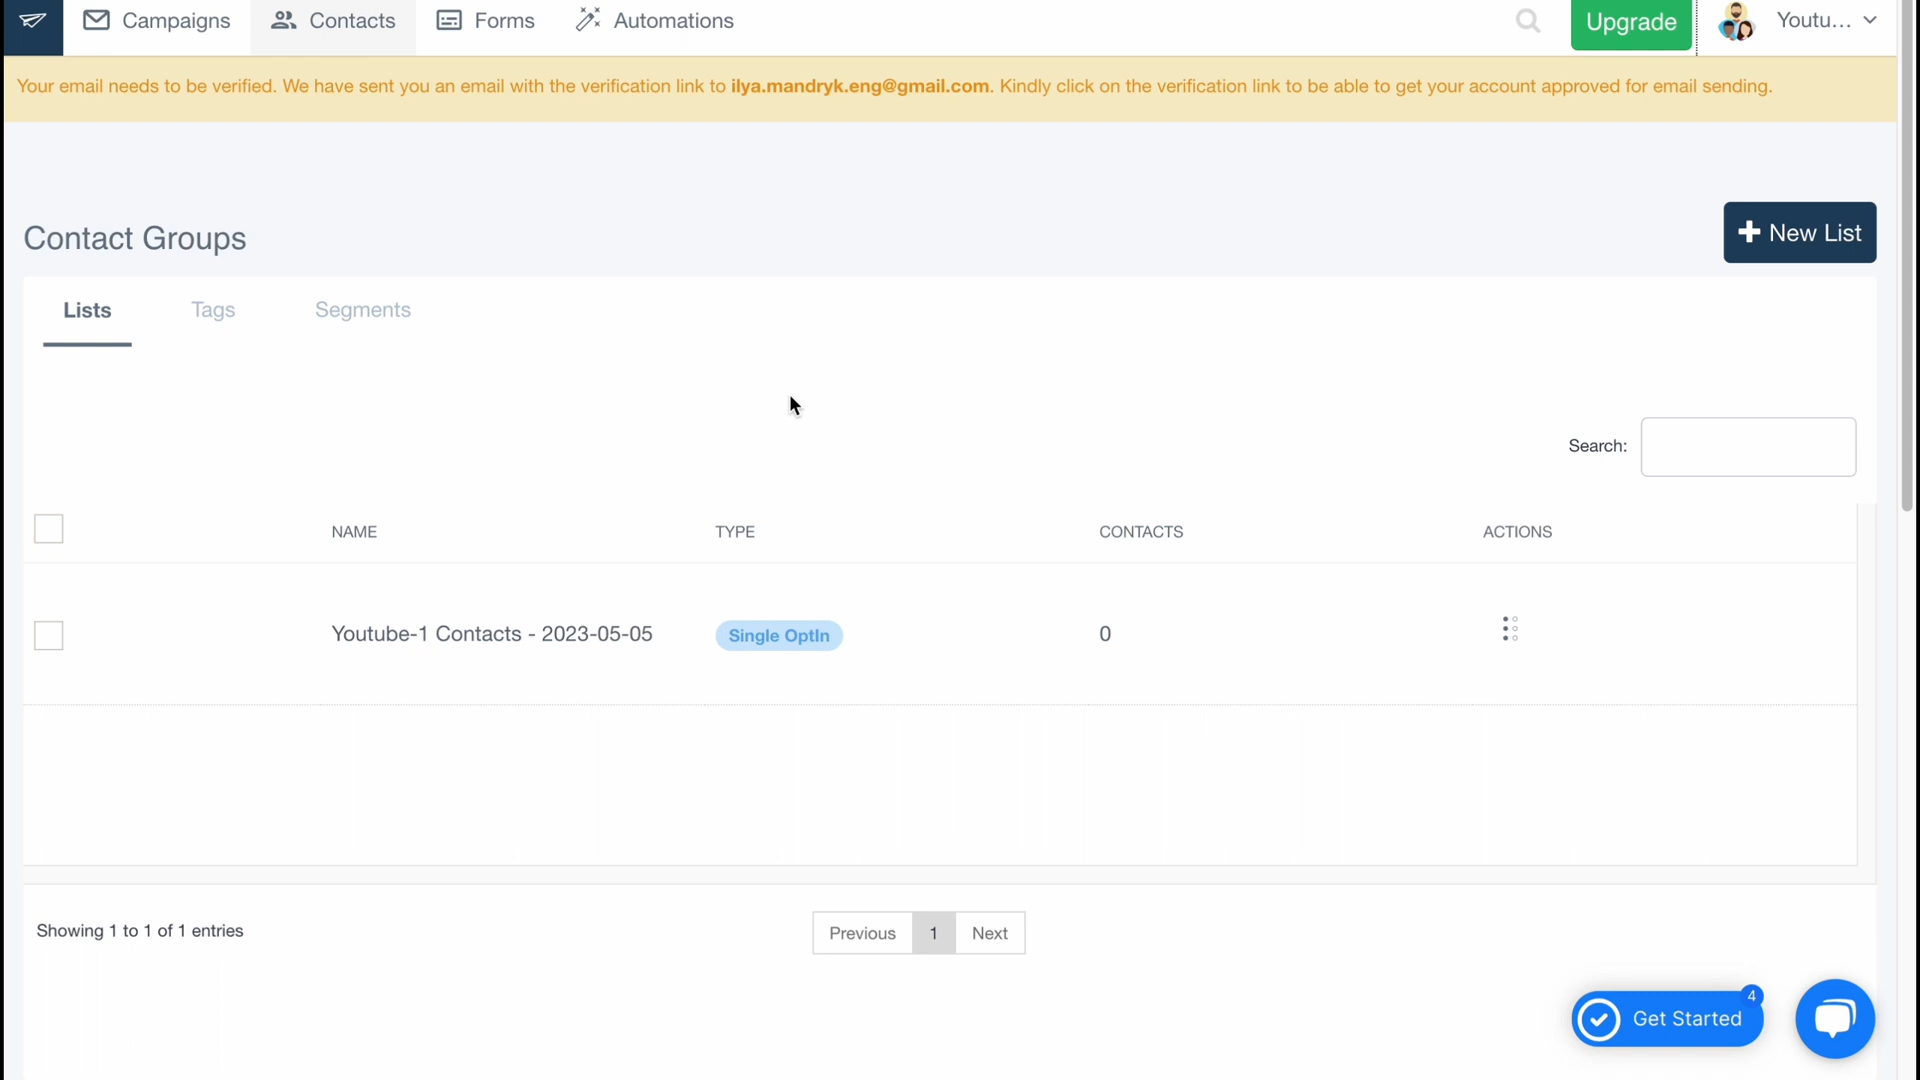 Campaigns Contacts Forms Automations Upgrade Youtu...
Your email needs to be verified. We have sent you an email with the verification link to ilya.mandryk.eng@gmail.com. Kindly click on the verification link to be able to get your account approved for email sending.
Contact Groups
New List
Lists Tags Segments
Search:
NAME TYPE CONTACTS ACTIONS
Youtube-1 Contacts - 2023-05-05 Single OptIn 0
Showing 1 to 1 of 1 entries Previous 1 Next
4
Get Started